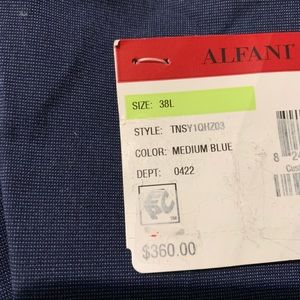 ALFANI
SIZE: 38L
STYLE: TNSY1QHZ03
COLOR: MEDIUM BLUE
DEPT: 0422
$360.00